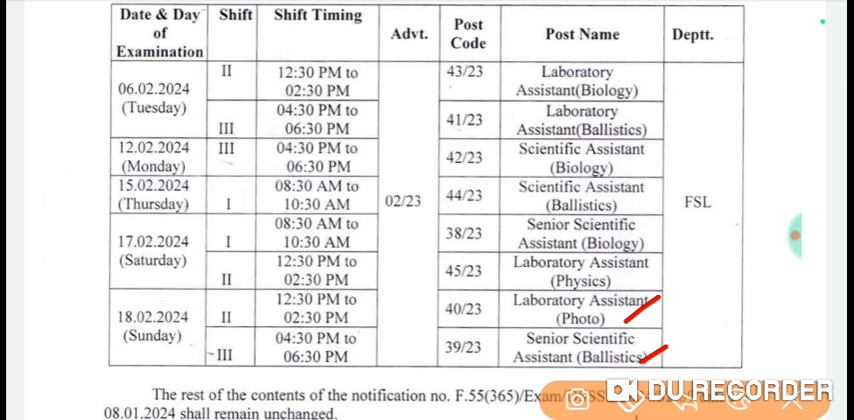 Date & Day of Examination Shift Shift Timing Advt. Post Code Post Name Deptt.
06.02.2024 (Tuesday) II 12:30 PM to 02:30 PM 02/23 43/23 Laboratory Assistant(Biology) FSL
III 04:30 PM to 06:30 PM 41/23 Laboratory Assistant(Ballistics)
12.02.2024 (Monday) III 04:30 PM to 06:30 PM 42/23 Scientific Assistant (Biology)
15.02.2024 (Thursday) I 08:30 AM to 10:30 AM 44/23 Scientific Assistant (Ballistics)
17.02.2024 (Saturday) I 08:30 AM to 10:30 AM 38/23 Senior Scientific Assistant (Biology)
II 12:30 PM to 02:30 PM 45/23 Laboratory Assistant (Physics)
18.02.2024 (Sunday) II 12:30 PM to 02:30 PM 40/23 Laboratory Assistant (Photo)
III 04:30 PM to 06:30 PM 39/23 Senior Scientific Assistant (Ballistics)
The rest of the contents of the notification no. F.55(365)/Exam/
08.01.2024 shall remain unchanged.
DU RECORDER